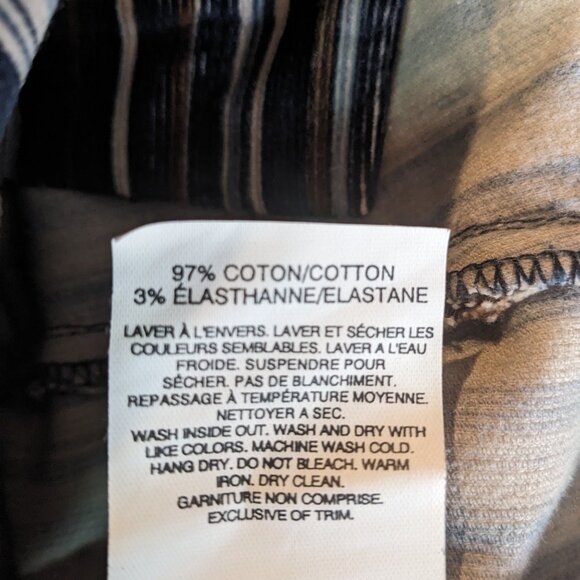 97% COTON/COTTON
3% ÉLASTHANNE/ELASTANE
LAVER À L'ENVERS. LAVER ET SÉCHER LES
COULEURS SEMBLABLES. LAVER A L'EAU
FROIDE. SUSPENDRE POUR
SÉCHER. PAS DE BLANCHIMENT.
REPASSAGE À TEMPÉRATURE MOYENNE.
NETTOYER A SEC.
WASH INSIDE OUT. WASH AND DRY WITH
LIKE COLORS. MACHINE WASH COLD.
HANG DRY. DO NOT BLEACH. WARM
IRON. DRY CLEAN.
GARNITURE NON COMPRISE.
EXCLUSIVE OF TRIM.